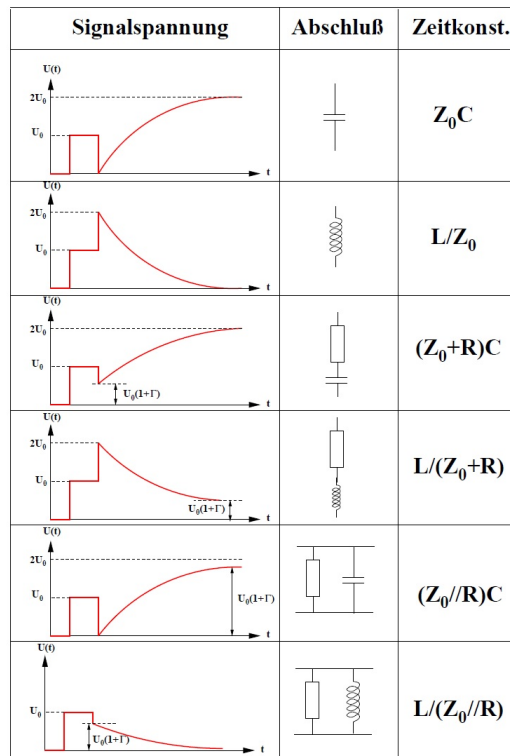 Signalspannung Abschluß Zeitkonst.
U(t)
2U₀
U₀
t
Z₀C
U(t)
2U₀
U₀
t
L/Z₀
U(t)
2U₀
U₀
U₀(1+Γ)
t
(Z₀+R)C
U(t)
2U₀
U₀
U₀(1+Γ)
t
L/(Z₀+R)
U(t)
2U₀
U₀
U₀(1+Γ)
t
(Z₀//R)C
U(t)
U₀
U₀(1+Γ)
t
L/(Z₀//R)